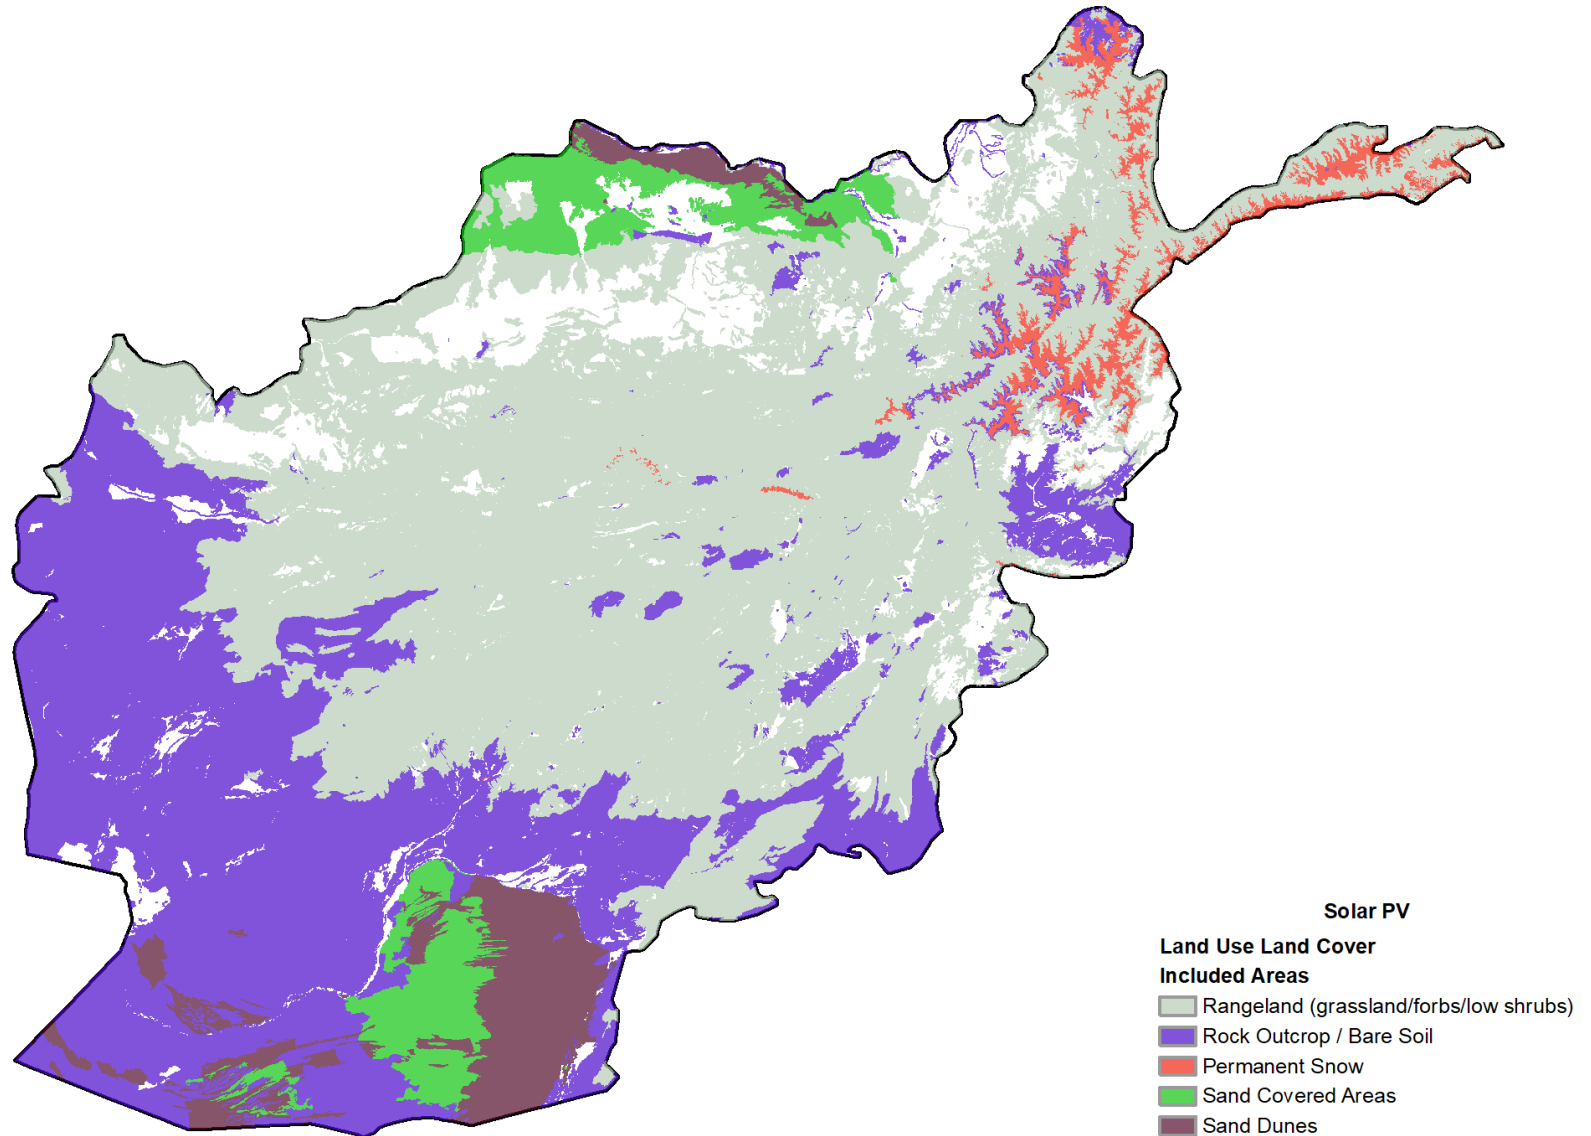 Solar PV
Land Use Land Cover
Included Areas
Rangeland (grassland/forbs/low shrubs)
Rock Outcrop / Bare Soil
Permanent Snow
Sand Covered Areas
Sand Dunes